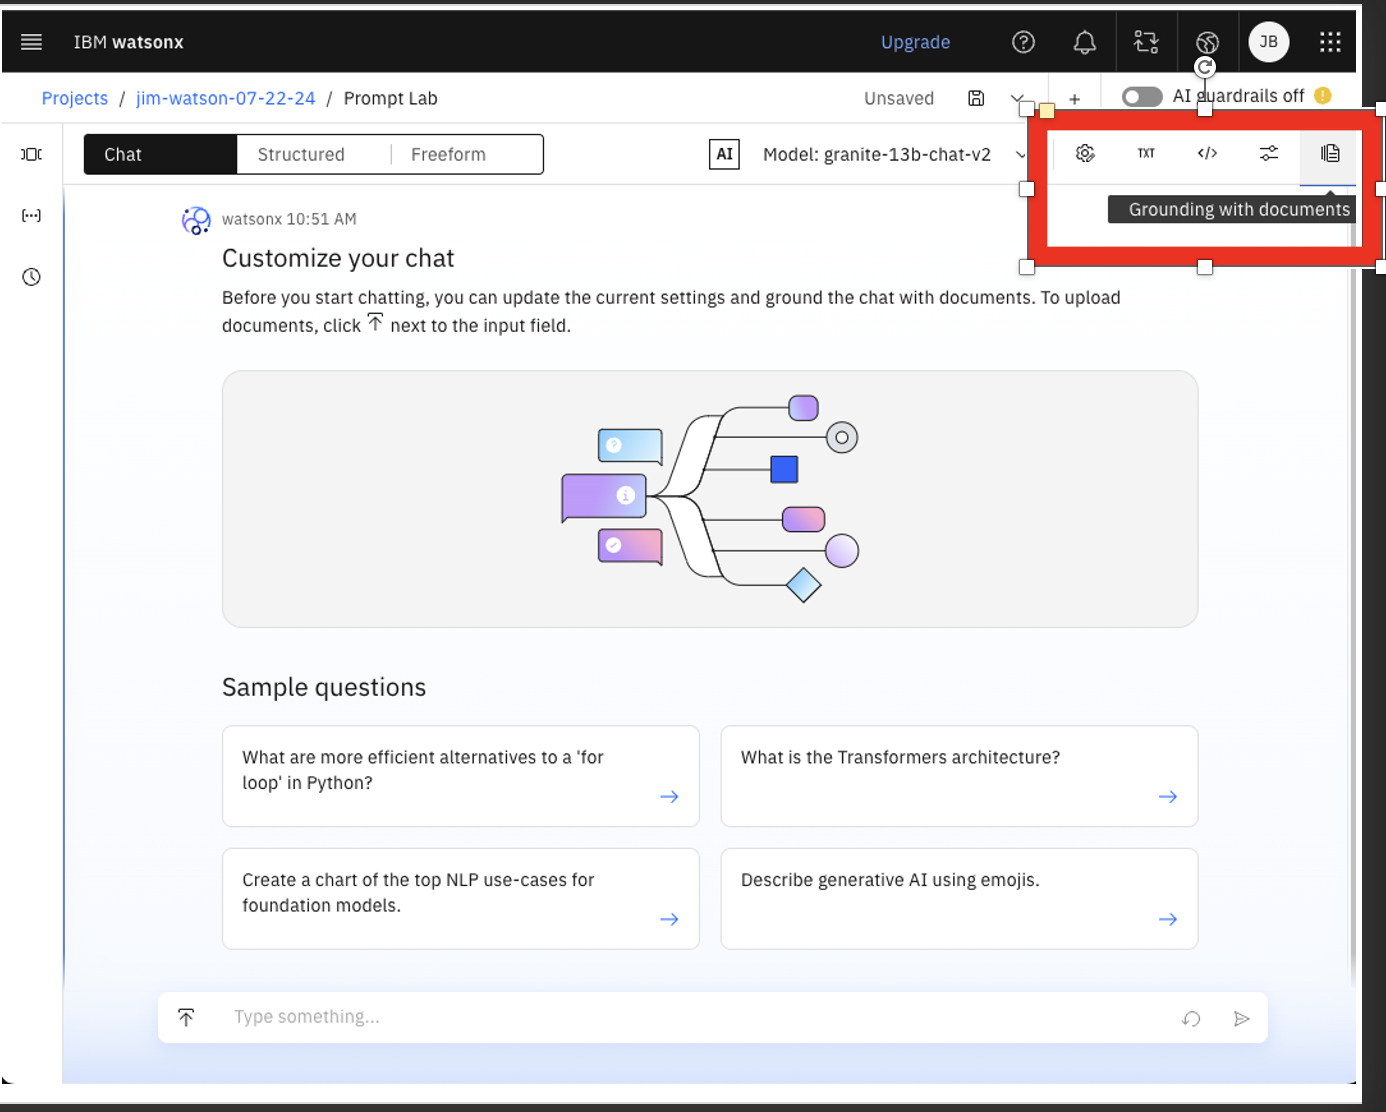 IBM watsonx
Upgrade
JB
Projects / jim-watson-07-22-24 / Prompt Lab
Unsaved
AI guardrails off
Chat
Structured
Freeform
AI
Model: granite-13b-chat-v2
TXT
</>
Grounding with documents
watsonx 10:51 AM
Customize your chat
Before you start chatting, you can update the current settings and ground the chat with documents. To upload
documents, click next to the input field.
Sample questions
What are more efficient alternatives to a 'for
loop' in Python?
What is the Transformers architecture?
Create a chart of the top NLP use-cases for
foundation models.
Describe generative AI using emojis.
Type something...